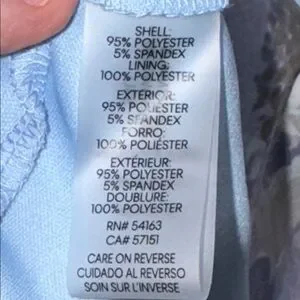 SHELL:
95% POLYESTER
5% SPANDEX
LINING:
100% POLYESTER
EXTERIOR:
95% POLIÉSTER
5% SPANDEX
FORRO:
100% POLIÉSTER
EXTÉRIEUR:
95% POLYESTER
5% SPANDEX
DOUBLURE:
100% POLYESTER
RN# 54163
CA# 57151
CARE ON REVERSE
CUIDADO AL REVERSO
SOIN SUR L'INVERSE